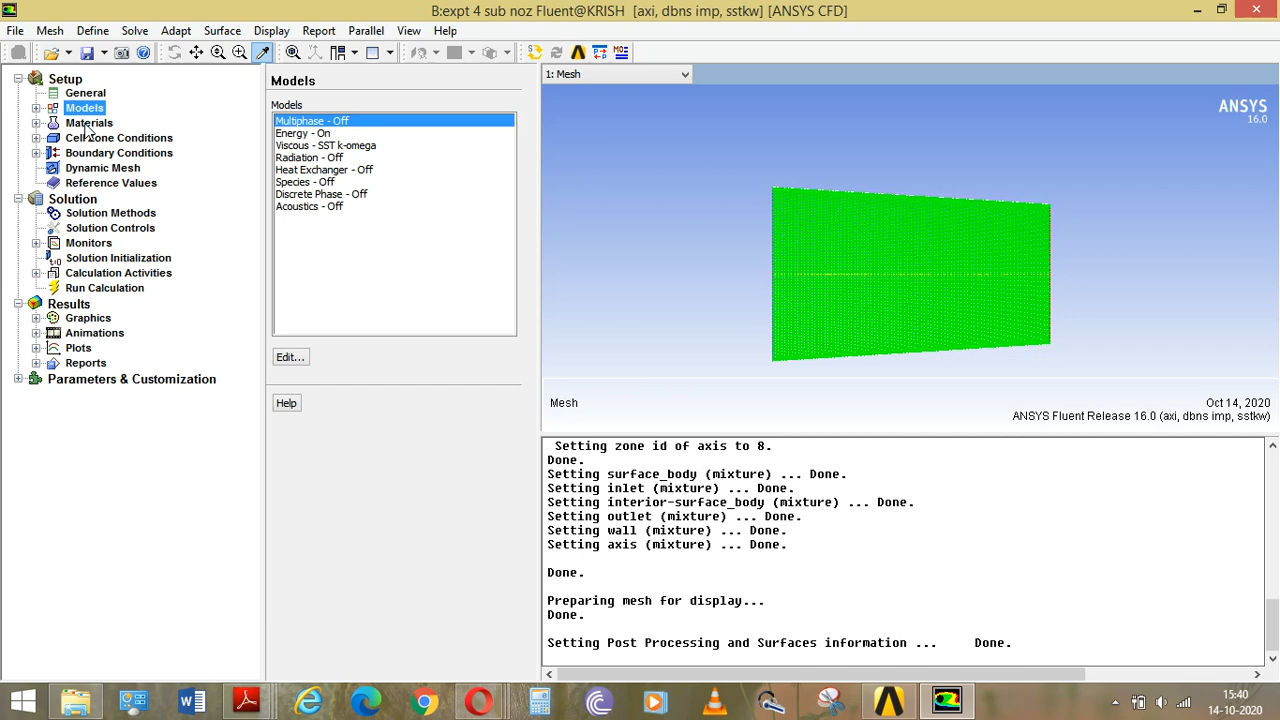 B:expt 4 sub noz Fluent@KRISH [axi, dbns imp, sstkw] [ANSYS CFD]
File Mesh Define Solve Adapt Surface Display Report Parallel View Help
Setup
General
Models
Materials
Cell Zone Conditions
Boundary Conditions
Dynamic Mesh
Reference Values
Solution
Solution Methods
Solution Controls
Monitors
Solution Initialization
Calculation Activities
Run Calculation
Results
Graphics
Animations
Plots
Reports
Parameters & Customization
Models
Models
Multiphase - Off
Energy - On
Viscous - SST k-omega
Radiation - Off
Heat Exchanger - Off
Species - Off
Discrete Phase - Off
Acoustics - Off
Edit...
Help
1: Mesh
ANSYS
16.0
Mesh
Oct 14, 2020
ANSYS Fluent Release 16.0 (axi, dbns imp, sstkw)
Setting zone id of axis to 8.
Done.
Setting surface_body (mixture) ... Done.
Setting inlet (mixture) ... Done.
Setting interior-surface_body (mixture) ... Done.
Setting outlet (mixture) ... Done.
Setting wall (mixture) ... Done.
Setting axis (mixture) ... Done.
Done.
Preparing mesh for display...
Done.
Setting Post Processing and Surfaces information ... Done.
15:40
14-10-2020